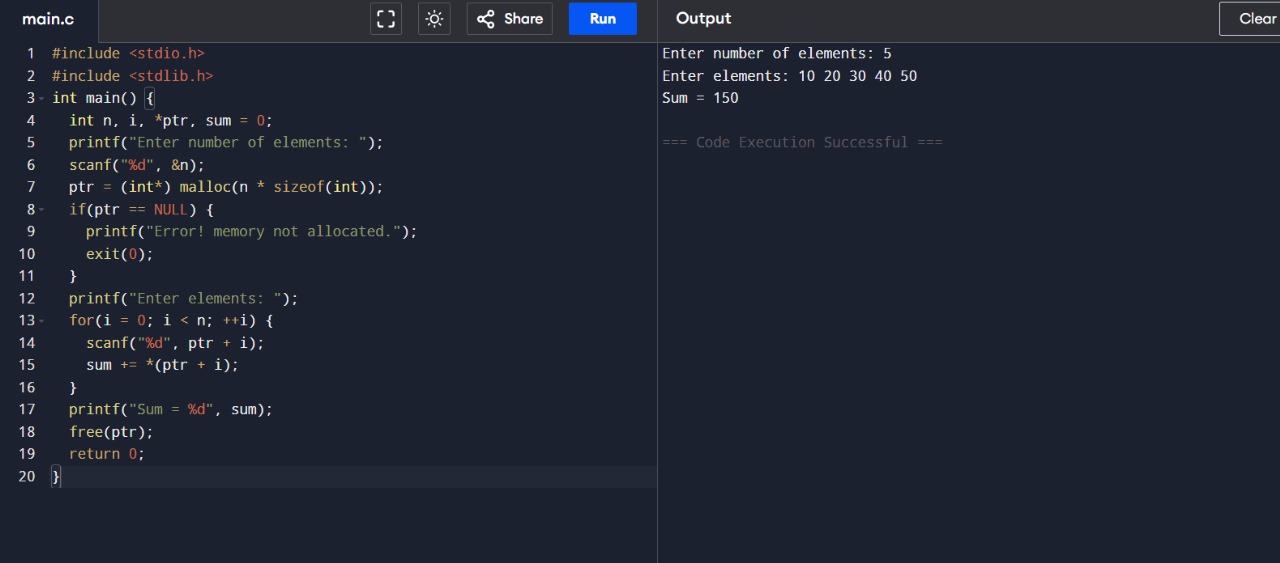 main.c
Share
Run
Output
Clear
1 #include <stdio.h>
2 #include <stdlib.h>
3 int main() {
4   int n, i, *ptr, sum = 0;
5   printf("Enter number of elements: ");
6   scanf("%d", &n);
7   ptr = (int*) malloc(n * sizeof(int));
8   if(ptr == NULL) {
9     printf("Error! memory not allocated.");
10     exit(0);
11   }
12   printf("Enter elements: ");
13   for(i = 0; i < n; ++i) {
14     scanf("%d", ptr + i);
15     sum += *(ptr + i);
16   }
17   printf("Sum = %d", sum);
18   free(ptr);
19   return 0;
20 }
Enter number of elements: 5
Enter elements: 10 20 30 40 50
Sum = 150
=== Code Execution Successful ===